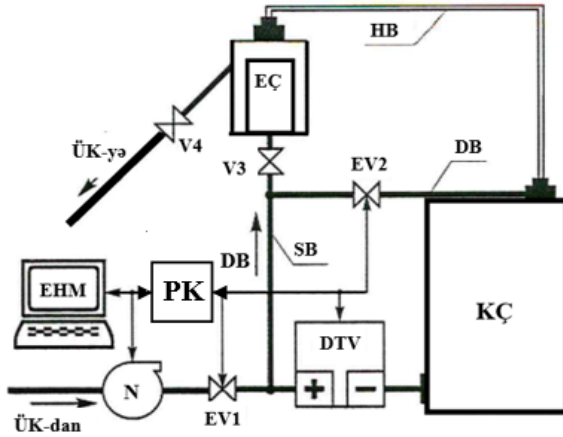 HB
EÇ
V4
ÜK-yə
V3
EV2
DB
DB
SB
EHM
PK
KÇ
DTV
N
+
−
ÜK-dan
EV1